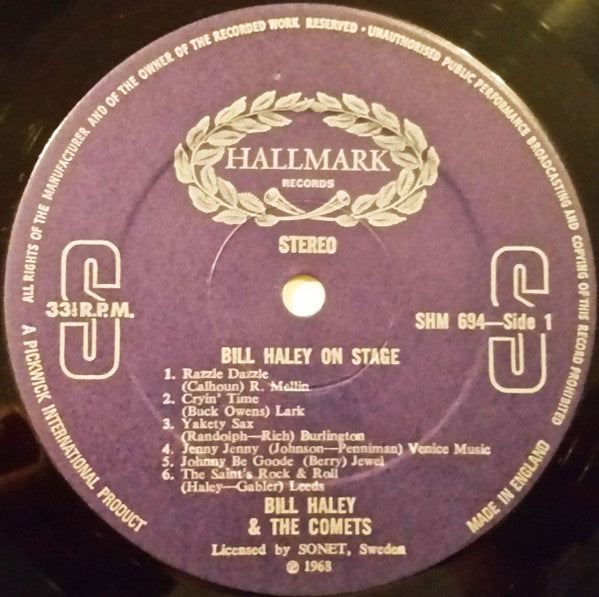 ALL RIGHTS OF THE MANUFACTURER AND OF THE OWNER OF THE RECORDED WORK RESERVED - UNAUTHORISED PUBLIC PERFORMANCE BROADCASTING AND COPYING OF THIS RECORD PROHIBITED
HALLMARK
RECORDS
STEREO
S
S
33⅓ R.P.M.
SHM 694—Side 1
BILL HALEY ON STAGE
1. Razzle Dazzle
(Calhoun) R. Mellin
2. Cryin' Time
(Buck Owens) Lark
3. Yakety Sax
(Randolph—Rich) Burlington
4. Jenny Jenny (Johnson—Penniman) Venice Music
5. Johnny Be Goode (Berry) Jewel
6. The Saint's Rock & Roll
(Haley—Gabler) Leeds
BILL HALEY
& THE COMETS
Licensed by SONET, Sweden
℗ 1968
A PICKWICK INTERNATIONAL PRODUCT
MADE IN ENGLAND